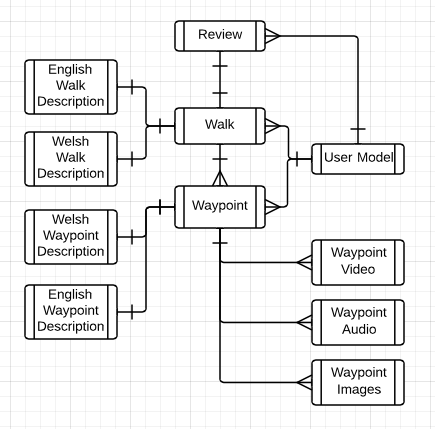 Review
English
Walk
Description
Walk
Welsh
Walk
Description
User Model
Waypoint
Welsh
Waypoint
Description
Waypoint
Video
English
Waypoint
Description
Waypoint
Audio
Waypoint
Images